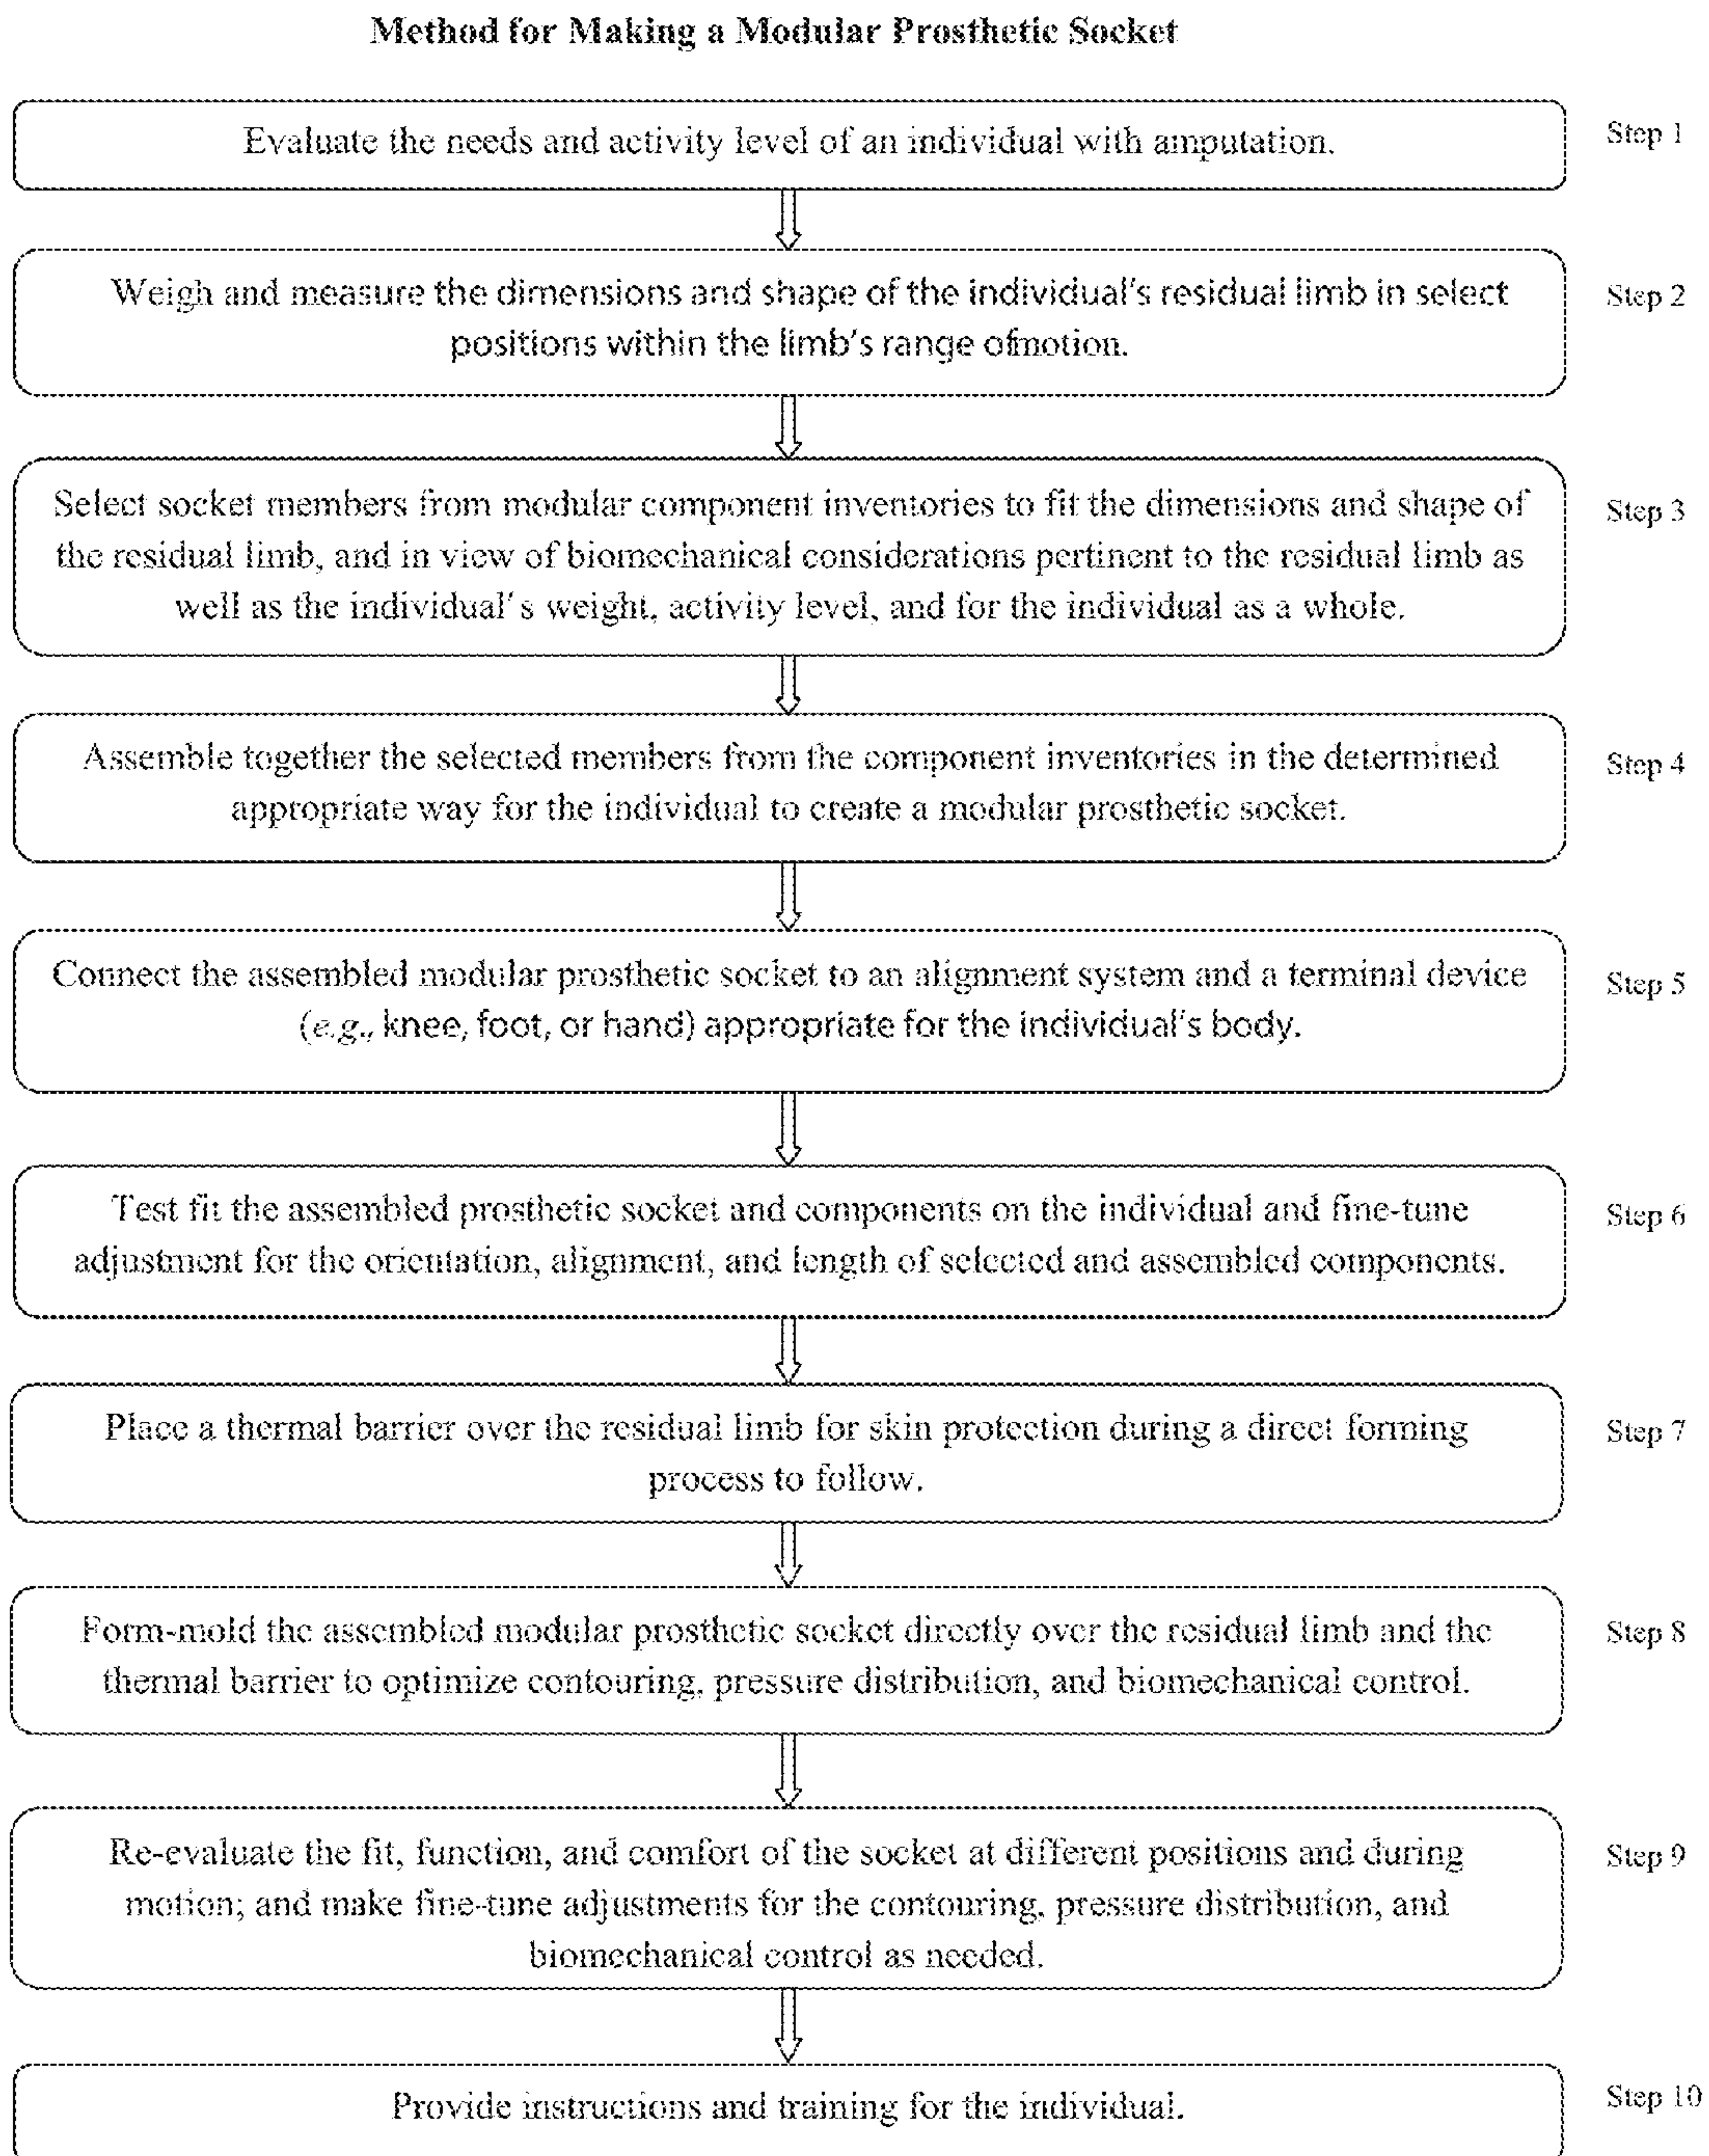 Method for Making a Modular Prosthetic Socket
Evaluate the needs and activity level of an individual with amputation.
Step 1
Weigh and measure the dimensions and shape of the individual's residual limb in select
positions within the limb's range ofmotion.
Step 2
Select socket members from modular component inventories to fit the dimensions and shape of
the residual limb, and in view of biomechanical considerations pertinent to the residual limb as
well as the individual's weight, activity level, and for the individual as a whole.
Step 3
Assemble together the selected members from the component inventories in the determined
appropriate way for the individual to create a modular prosthetic socket.
Step 4
Connect the assembled modular prosthetic socket to an alignment system and a terminal device
(e.g., knee, foot, or hand) appropriate for the individual's body.
Step 5
Test fit the assembled prosthetic socket and components on the individual and fine-tune
adjustment for the orientation, alignment, and length of selected and assembled components.
Step 6
Place a thermal barrier over the residual limb for skin protection during a direct forming
process to follow.
Step 7
Form-mold the assembled modular prosthetic socket directly over the residual limb and the
thermal barrier to optimize contouring, pressure distribution, and biomechanical control.
Step 8
Re-evaluate the fit, function, and comfort of the socket at different positions and during
motion; and make fine-tune adjustments for the contouring, pressure distribution, and
biomechanical control as needed.
Step 9
Provide instructions and training for the individual.
Step 10